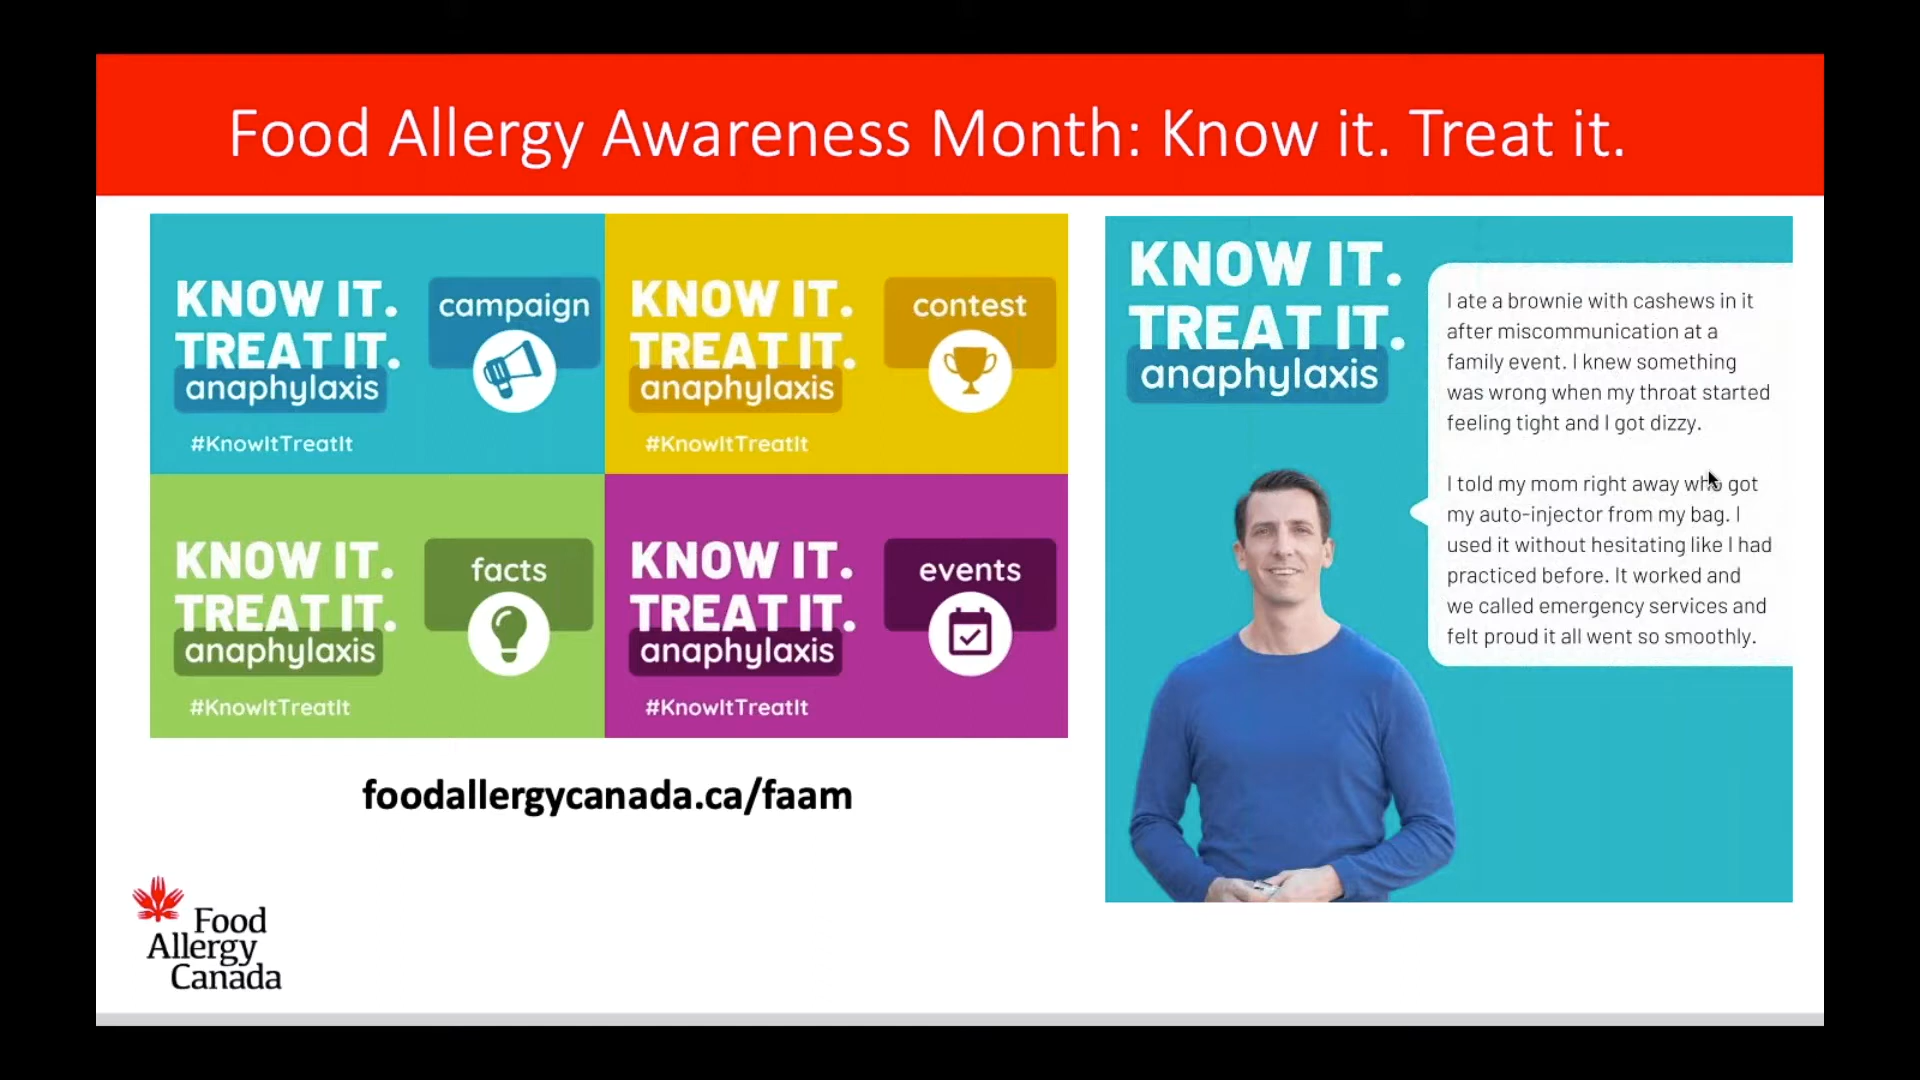 Food Allergy Awareness Month: Know it. Treat it.
KNOW IT.
TREAT IT.
anaphylaxis
campaign
#KnowItTreatIt
KNOW IT.
TREAT IT.
anaphylaxis
contest
#KnowItTreatIt
KNOW IT.
TREAT IT.
anaphylaxis
facts
#KnowItTreatIt
KNOW IT.
TREAT IT.
anaphylaxis
events
#KnowItTreatIt
foodallergycanada.ca/faam
KNOW IT.
TREAT IT.
anaphylaxis
I ate a brownie with cashews in it
after miscommunication at a
family event. I knew something
was wrong when my throat started
feeling tight and I got dizzy.
I told my mom right away who got
my auto-injector from my bag. I
used it without hesitating like I had
practiced before. It worked and
we called emergency services and
felt proud it all went so smoothly.
Food
Allergy
Canada